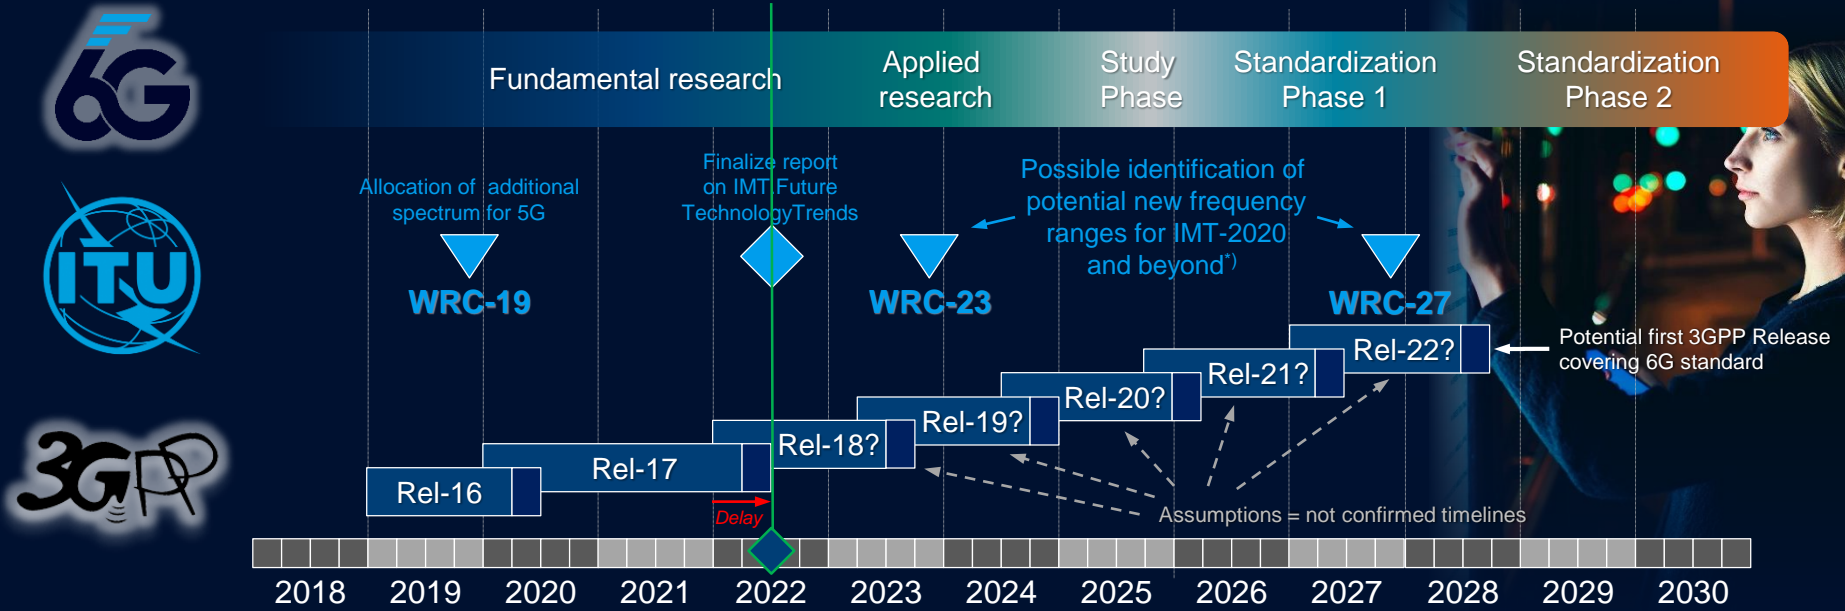 6G
Fundamental research
Applied
research
Study
Phase
Standardization
Phase 1
Standardization
Phase 2
Allocation of additional
spectrum for 5G
WRC-19
Finalize report
on IMT Future
TechnologyTrends
WRC-23
Possible identification of
potential new frequency
ranges for IMT-2020
and beyond*)
WRC-27
ITU
Rel-22?
Potential first 3GPP Release
covering 6G standard
Rel-21?
Rel-20?
Rel-19?
Rel-18?
Rel-17
Rel-16
3GPP
Delay
Assumptions = not confirmed timelines
2018 2019 2020 2021 2022 2023 2024 2025 2026 2027 2028 2029 2030